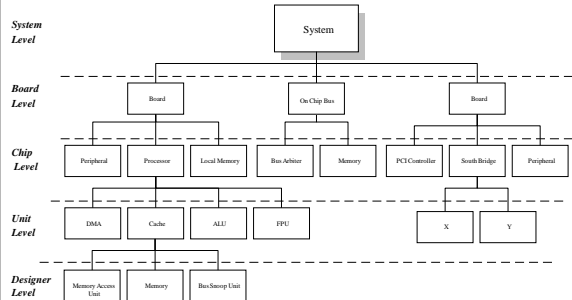 System
Level
System
Board
Level
Board
On Chip Bus
Board
Chip
Level
Peripheral
Processor
Local Memory
Bus Arbiter
Memory
PCI Controller
South Bridge
Peripheral
Unit
Level
DMA
Cache
ALU
FPU
X
Y
Designer
Level
Memory Access
Unit
Memory
Bus Snoop Unit